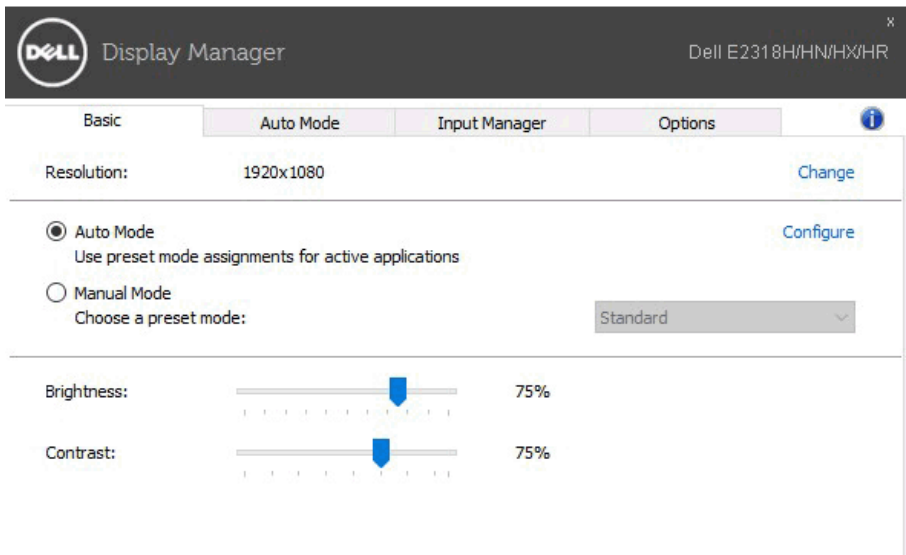 x
DELL Display Manager
Dell E2318H/HN/HX/HR
Basic Auto Mode Input Manager Options i
Resolution: 1920x1080 Change
Auto Mode Configure
Use preset mode assignments for active applications
Manual Mode
Choose a preset mode: Standard
Brightness: 75%
Contrast: 75%